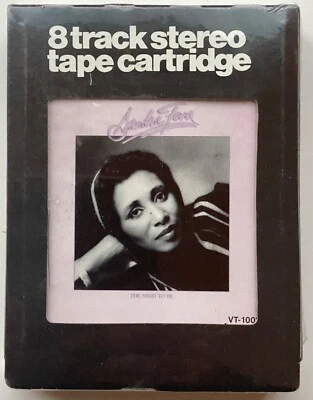 8 track stereo
tape cartridge
Sandra Feva
THE NEED TO BE
VT-100